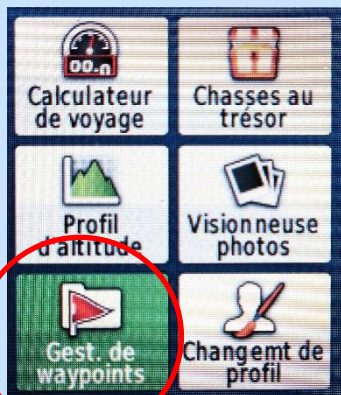 00.0
Calculateur
de voyage
Chasses au
trésor
Profil
d'altitude
Visionneuse
photos
Gest. de
waypoints
Changemt de
profil